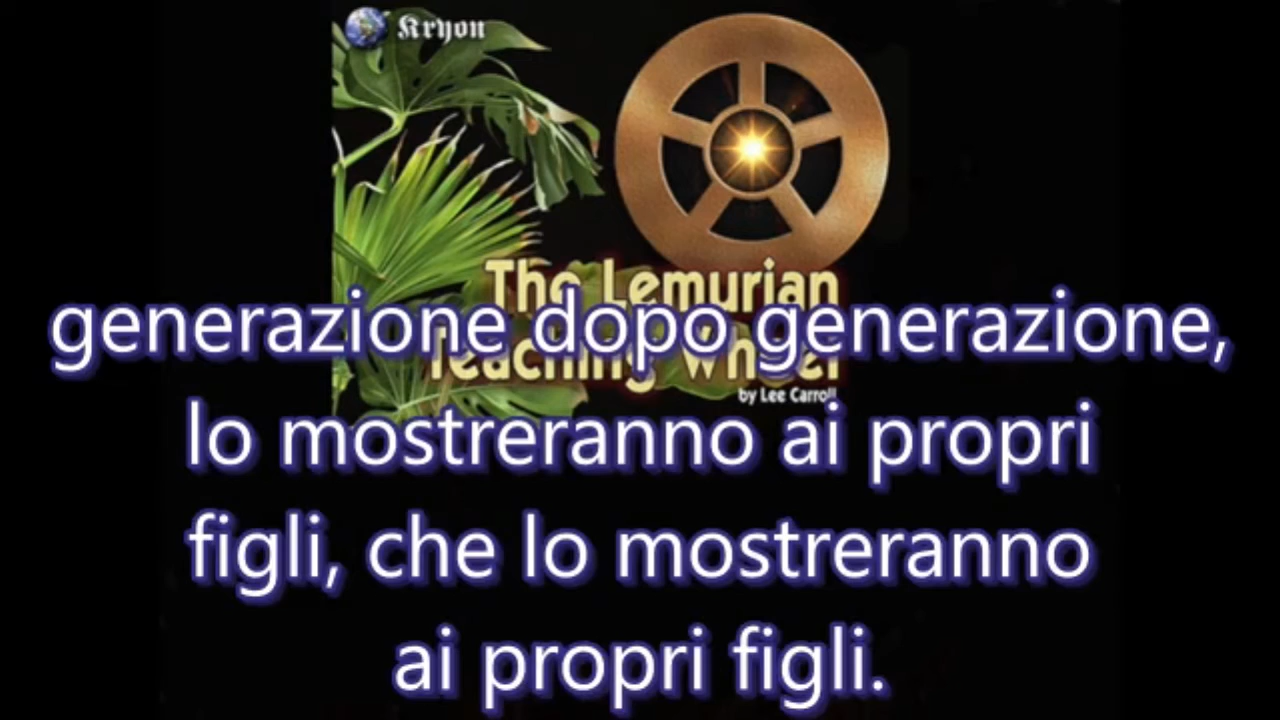 Kryon
The Lemurian
generazione dopo generazione,
Teaching Wheel
by Lee Carroll
lo mostreranno ai propri
figli, che lo mostreranno
ai propri figli.